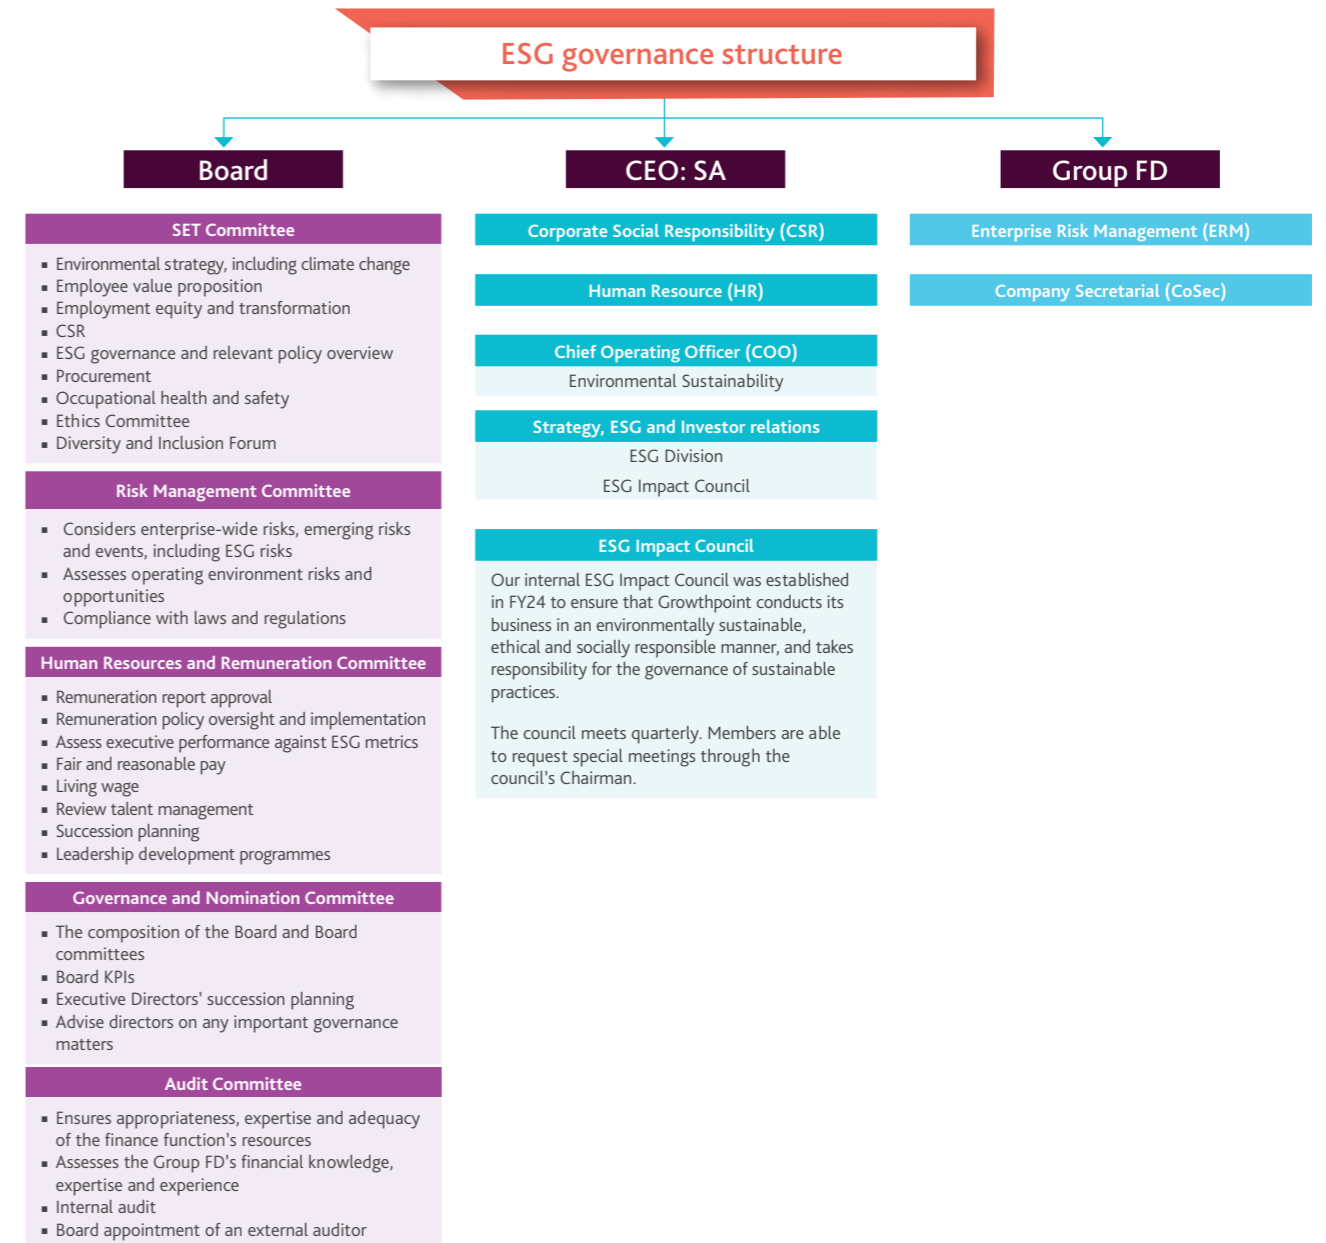 ESG governance structure
Board
SET Committee
▪ Environmental strategy, including climate change
▪ Employee value proposition
▪ Employment equity and transformation
▪ CSR
▪ ESG governance and relevant policy overview
▪ Procurement
▪ Occupational health and safety
▪ Ethics Committee
▪ Diversity and Inclusion Forum
Risk Management Committee
▪ Considers enterprise-wide risks, emerging risks
and events, including ESG risks
▪ Assesses operating environment risks and
opportunities
▪ Compliance with laws and regulations
Human Resources and Remuneration Committee
▪ Remuneration report approval
▪ Remuneration policy oversight and implementation
▪ Assess executive performance against ESG metrics
▪ Fair and reasonable pay
▪ Living wage
▪ Review talent management
▪ Succession planning
▪ Leadership development programmes
Governance and Nomination Committee
▪ The composition of the Board and Board
committees
▪ Board KPIs
▪ Executive Directors' succession planning
▪ Advise directors on any important governance
matters
Audit Committee
▪ Ensures appropriateness, expertise and adequacy
of the finance function's resources
▪ Assesses the Group FD's financial knowledge,
expertise and experience
▪ Internal audit
▪ Board appointment of an external auditor
CEO: SA
Corporate Social Responsibility (CSR)
Human Resource (HR)
Chief Operating Officer (COO)
Environmental Sustainability
Strategy, ESG and Investor relations
ESG Division
ESG Impact Council
ESG Impact Council
Our internal ESG Impact Council was established
in FY24 to ensure that Growthpoint conducts its
business in an environmentally sustainable,
ethical and socially responsible manner, and takes
responsibility for the governance of sustainable
practices.
The council meets quarterly. Members are able
to request special meetings through the
council's Chairman.
Group FD
Enterprise Risk Management (ERM)
Company Secretarial (CoSec)